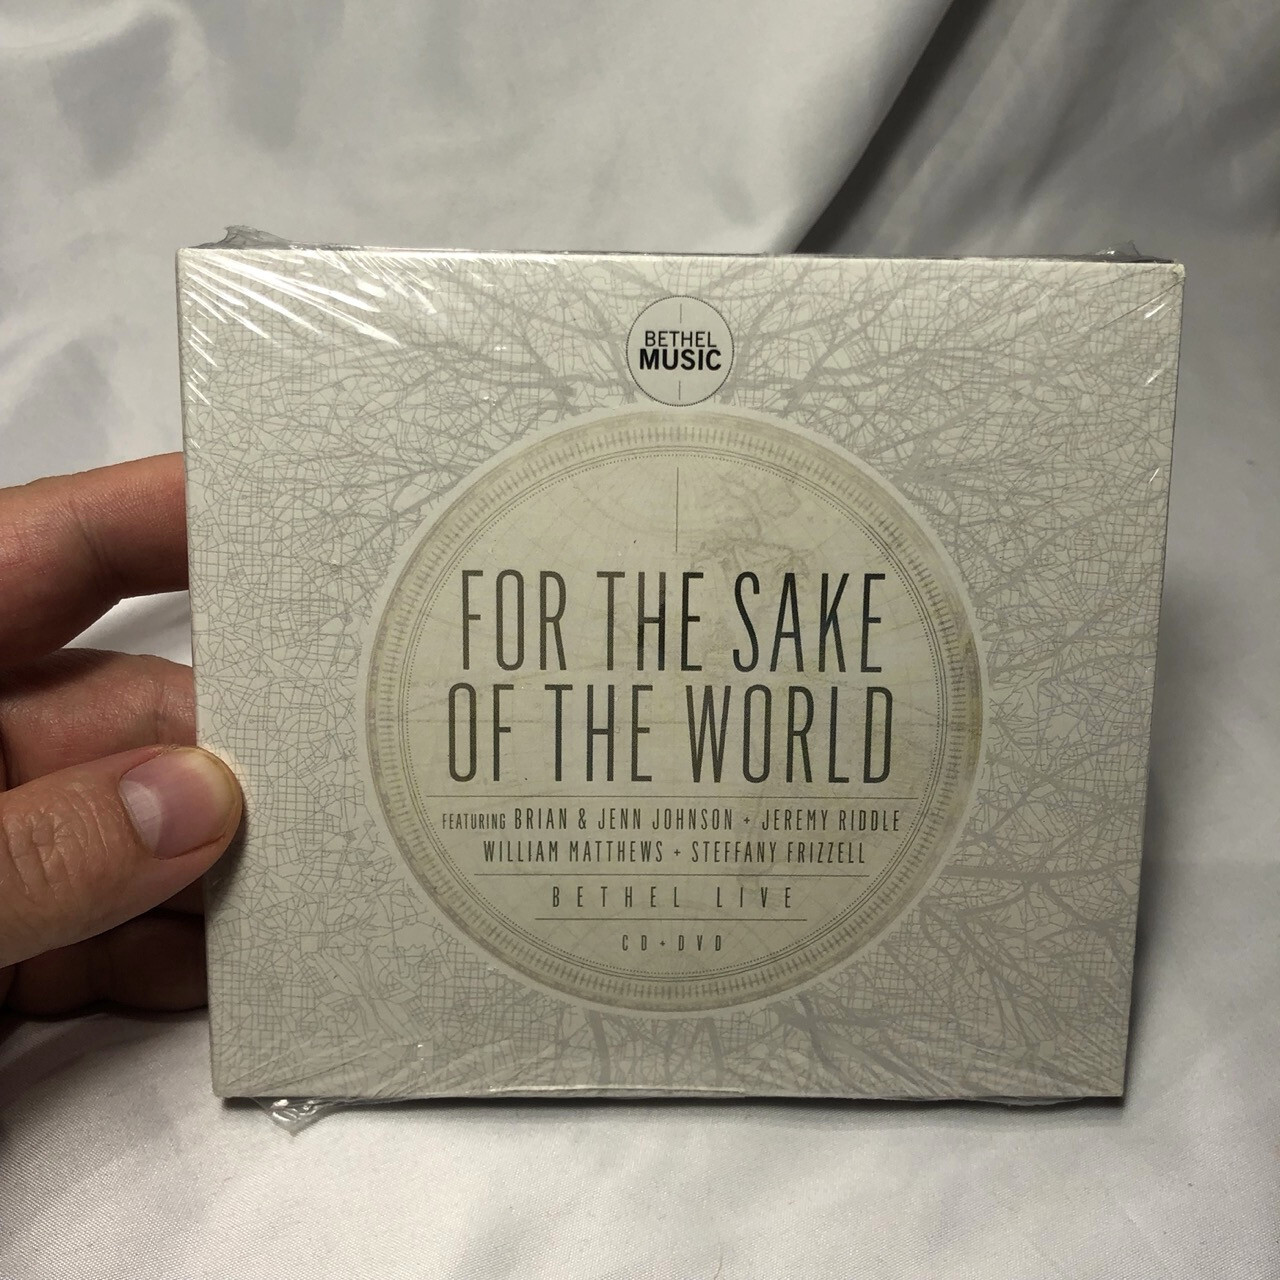 BETHEL
MUSIC
FOR THE SAKE
OF THE WORLD
FEATURING BRIAN & JENN JOHNSON + JEREMY RIDDLE
WILLIAM MATTHEWS + STEFFANY FRIZZELL
BETHEL LIVE
CD+DVD